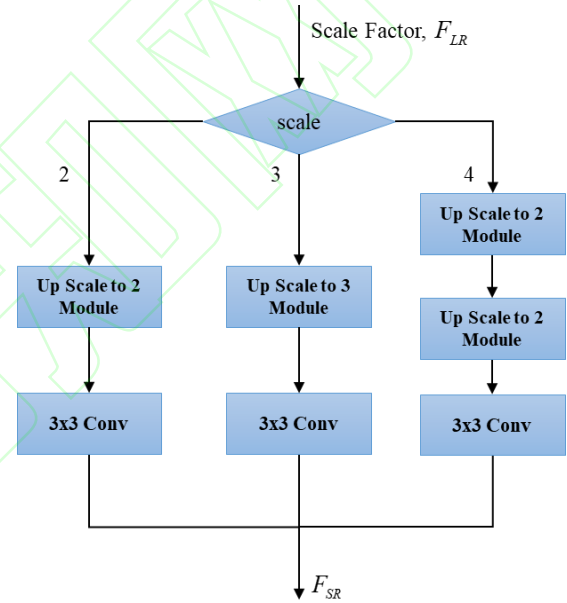 Scale Factor, F_LR
scale
2
3
4
Up Scale to 2
Module
Up Scale to 2
Module
Up Scale to 3
Module
Up Scale to 2
Module
3x3 Conv
3x3 Conv
3x3 Conv
F_SR